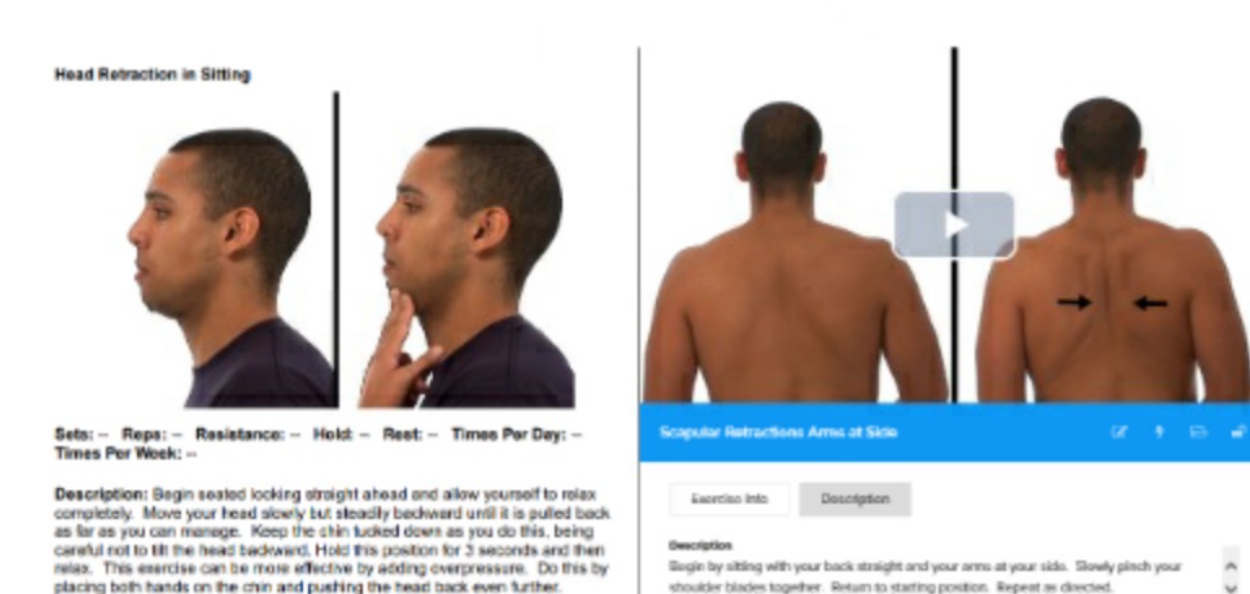 Head Retraction in Sitting
Sets: -- Reps: -- Resistance: -- Hold: -- Rest: -- Times Per Day: --
Times Per Week: --
Description: Begin seated looking straight ahead and allow yourself to relax
completely. Move your head slowly but steadily backward until it is pulled back
as far as you can manage. Keep the chin tucked down as you do this, being
careful not to tilt the head backward. Hold this position for 3 seconds and then
relax. This exercise can be more effective by adding overpressure. Do this by
placing both hands on the chin and pushing the head back even further.
Scapular Retractions Arms at Side
Exercise Info
Description
Description
Begin by sitting with your back straight and your arms at your side. Slowly pinch your
shoulder blades together. Return to starting position. Repeat as directed.